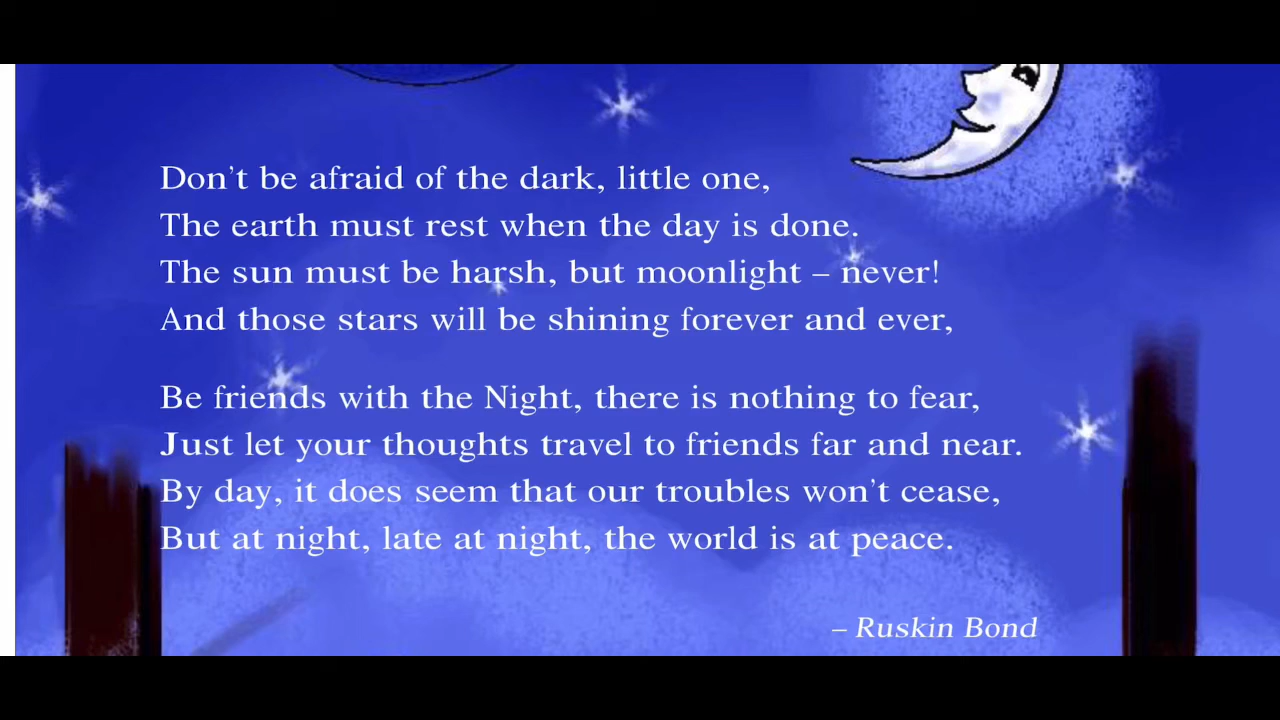 Don’t be afraid of the dark, little one,
The earth must rest when the day is done.
The sun must be harsh, but moonlight – never!
And those stars will be shining forever and ever,
Be friends with the Night, there is nothing to fear,
Just let your thoughts travel to friends far and near.
By day, it does seem that our troubles won’t cease,
But at night, late at night, the world is at peace.
– Ruskin Bond